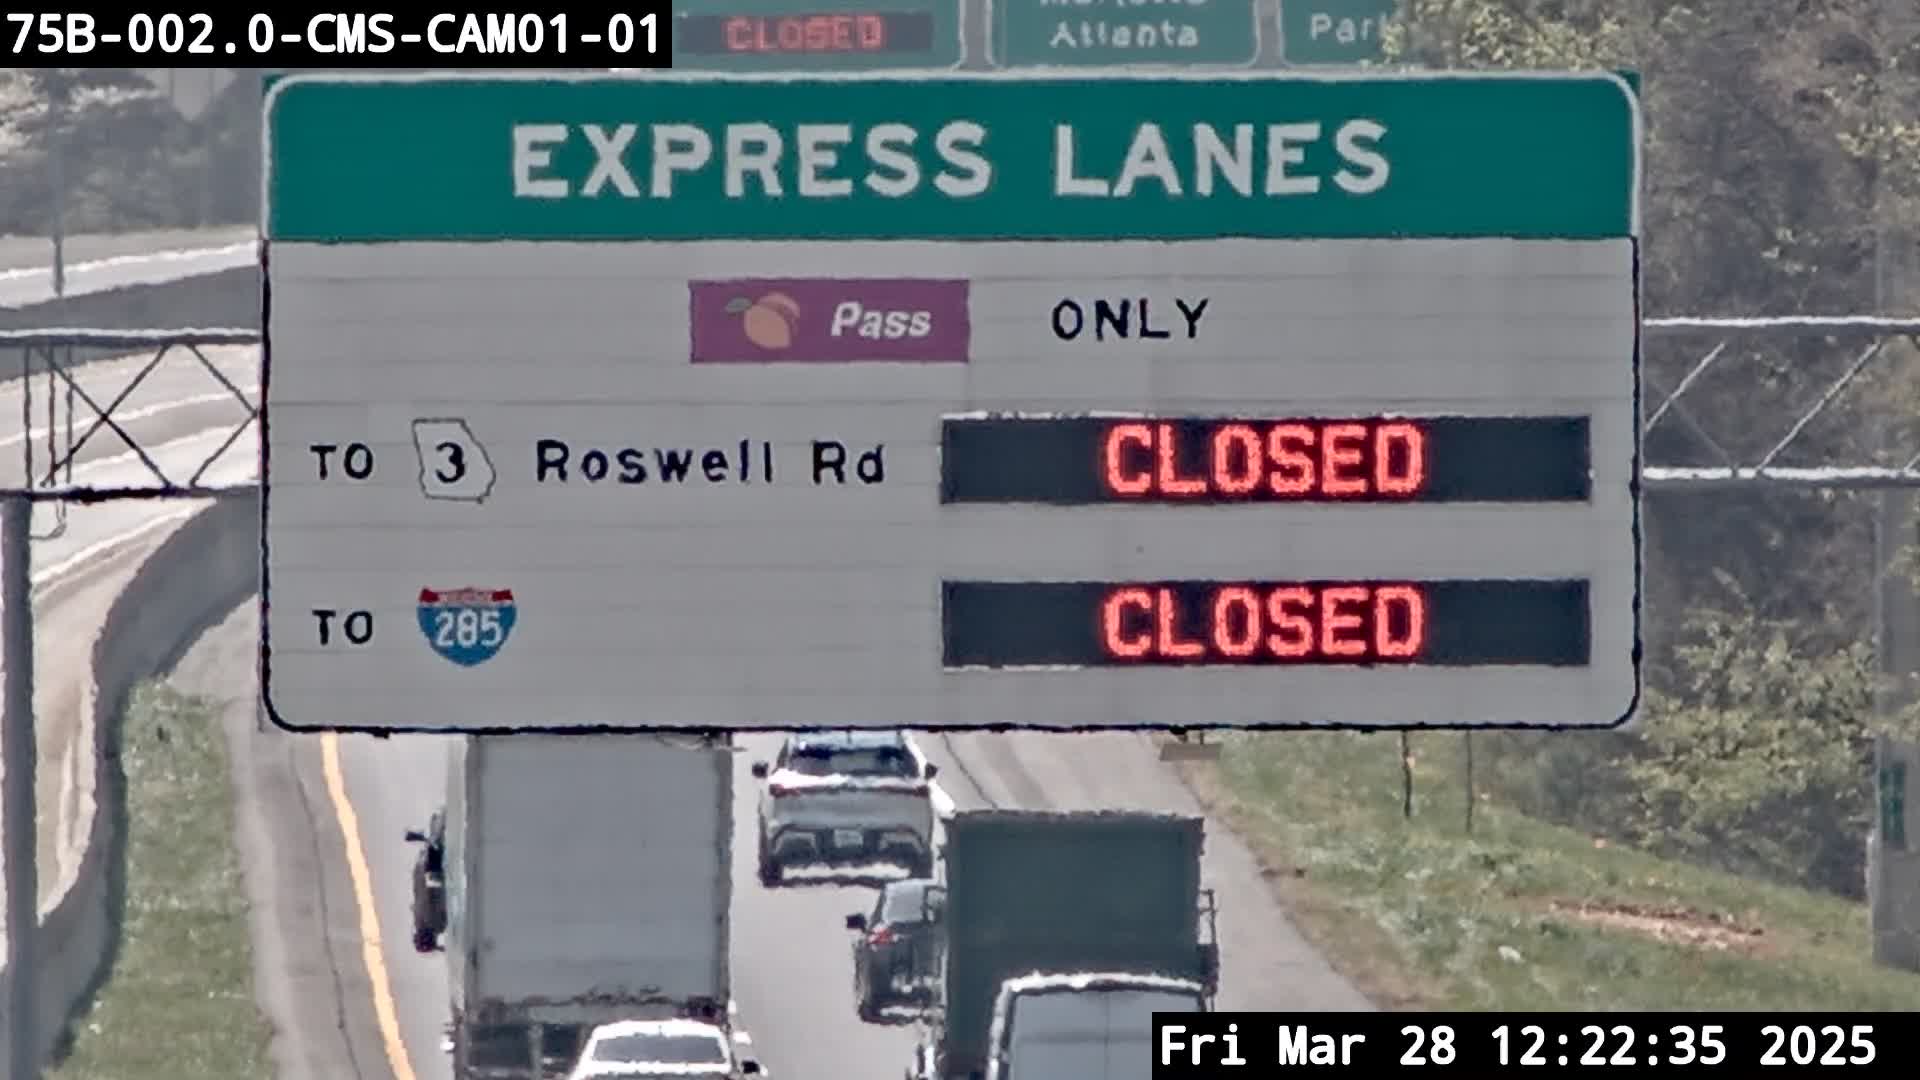 75B-002.0-CMS-CAM01-01
CLOSED
Atlanta
EXPRESS LANES
Pass ONLY
TO 3 Roswell Rd CLOSED
TO 285 CLOSED
Fri Mar 28 12:22:35 2025